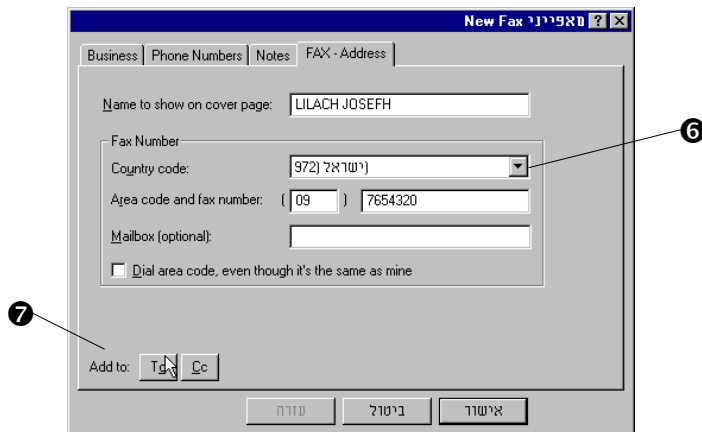 מאפייני New Fax
Business Phone Numbers Notes FAX - Address
Name to show on cover page: LILACH JOSEFH
Fax Number
Country code: 972) ישראל)
Area code and fax number: ( 09 ) 7654320
Mailbox (optional):
Dial area code, even though it's the same as mine
Add to: To Cc
עזרה ביטול אישור
❻
❼